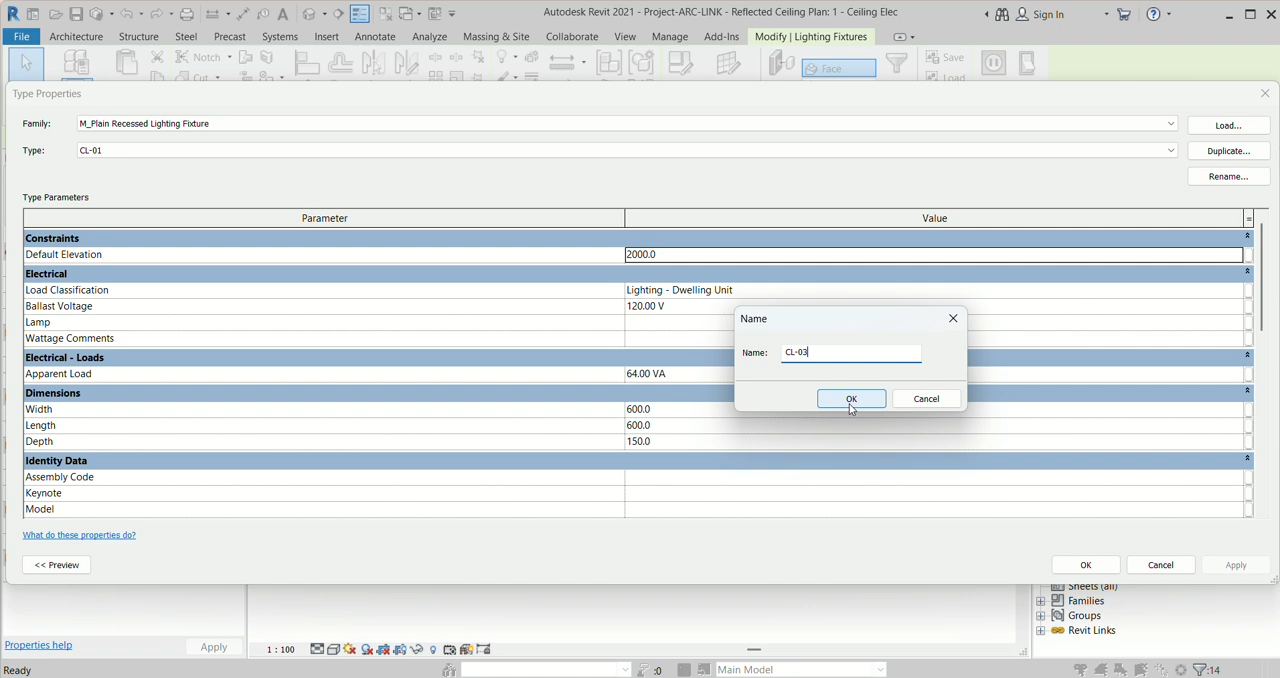 Autodesk Revit 2021 - Project-ARC-LINK - Reflected Ceiling Plan: 1 - Ceiling Elec
Sign In
File Architecture Structure Steel Precast Systems Insert Annotate Analyze Massing & Site Collaborate View Manage Add-Ins Modify | Lighting Fixtures
Notch Face Save
Cut Load
Type Properties
Family: M_Plain Recessed Lighting Fixture Load...
Type: CL-01 Duplicate...
Rename...
Type Parameters
Parameter Value =
Constraints
Default Elevation 2000.0
Electrical
Load Classification Lighting - Dwelling Unit
Ballast Voltage 120.00 V
Lamp
Wattage Comments
Electrical - Loads
Apparent Load 64.00 VA
Dimensions
Width 600.0
Length 600.0
Depth 150.0
Identity Data
Assembly Code
Keynote
Model
Name
Name: CL-03
OK Cancel
What do these properties do?
<< Preview OK Cancel Apply
Sheets (all)
Families
Groups
Revit Links
Properties help Apply
1 : 100
Ready :0 Main Model :14